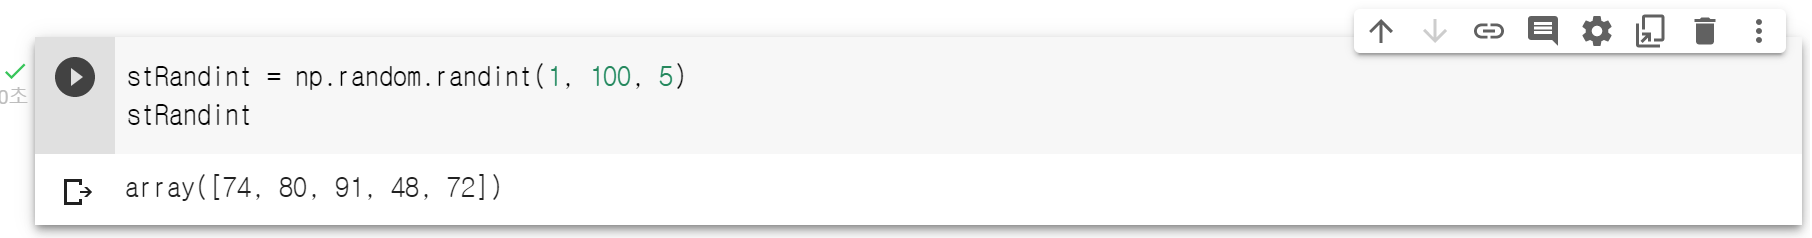 stRandint = np.random.randint(1, 100, 5)
stRandint
0초
array([74, 80, 91, 48, 72])